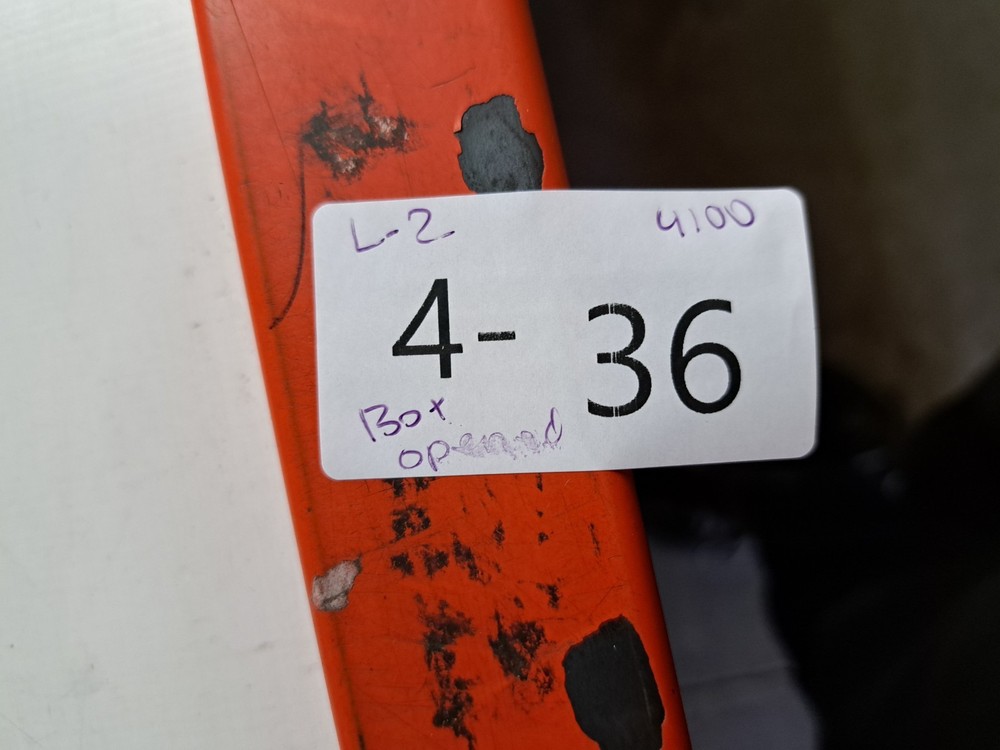 L-2 4100
4- 36
Box
opened